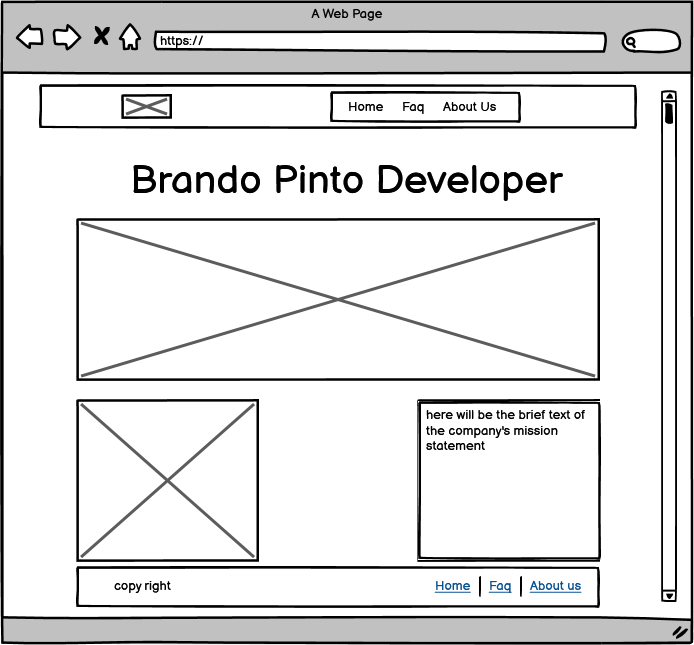 A Web Page
https://
Home Faq About Us
Brando Pinto Developer
here will be the brief text of
the company's mission
statement
copy right
Home | Faq | About us